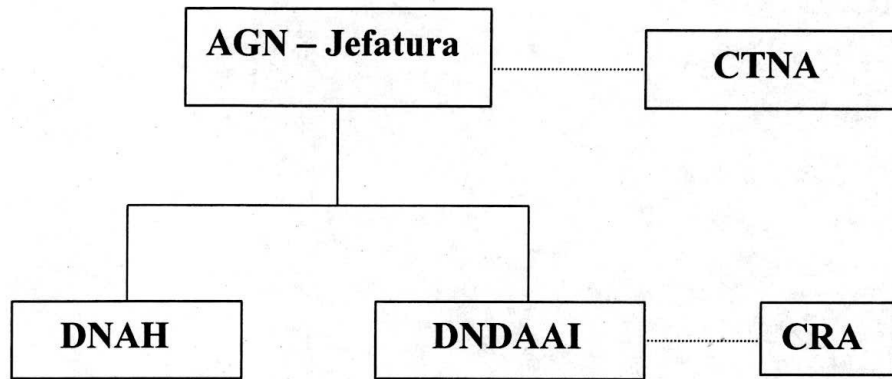 AGN – Jefatura
CTNA
DNAH
DNDAAI
CRA